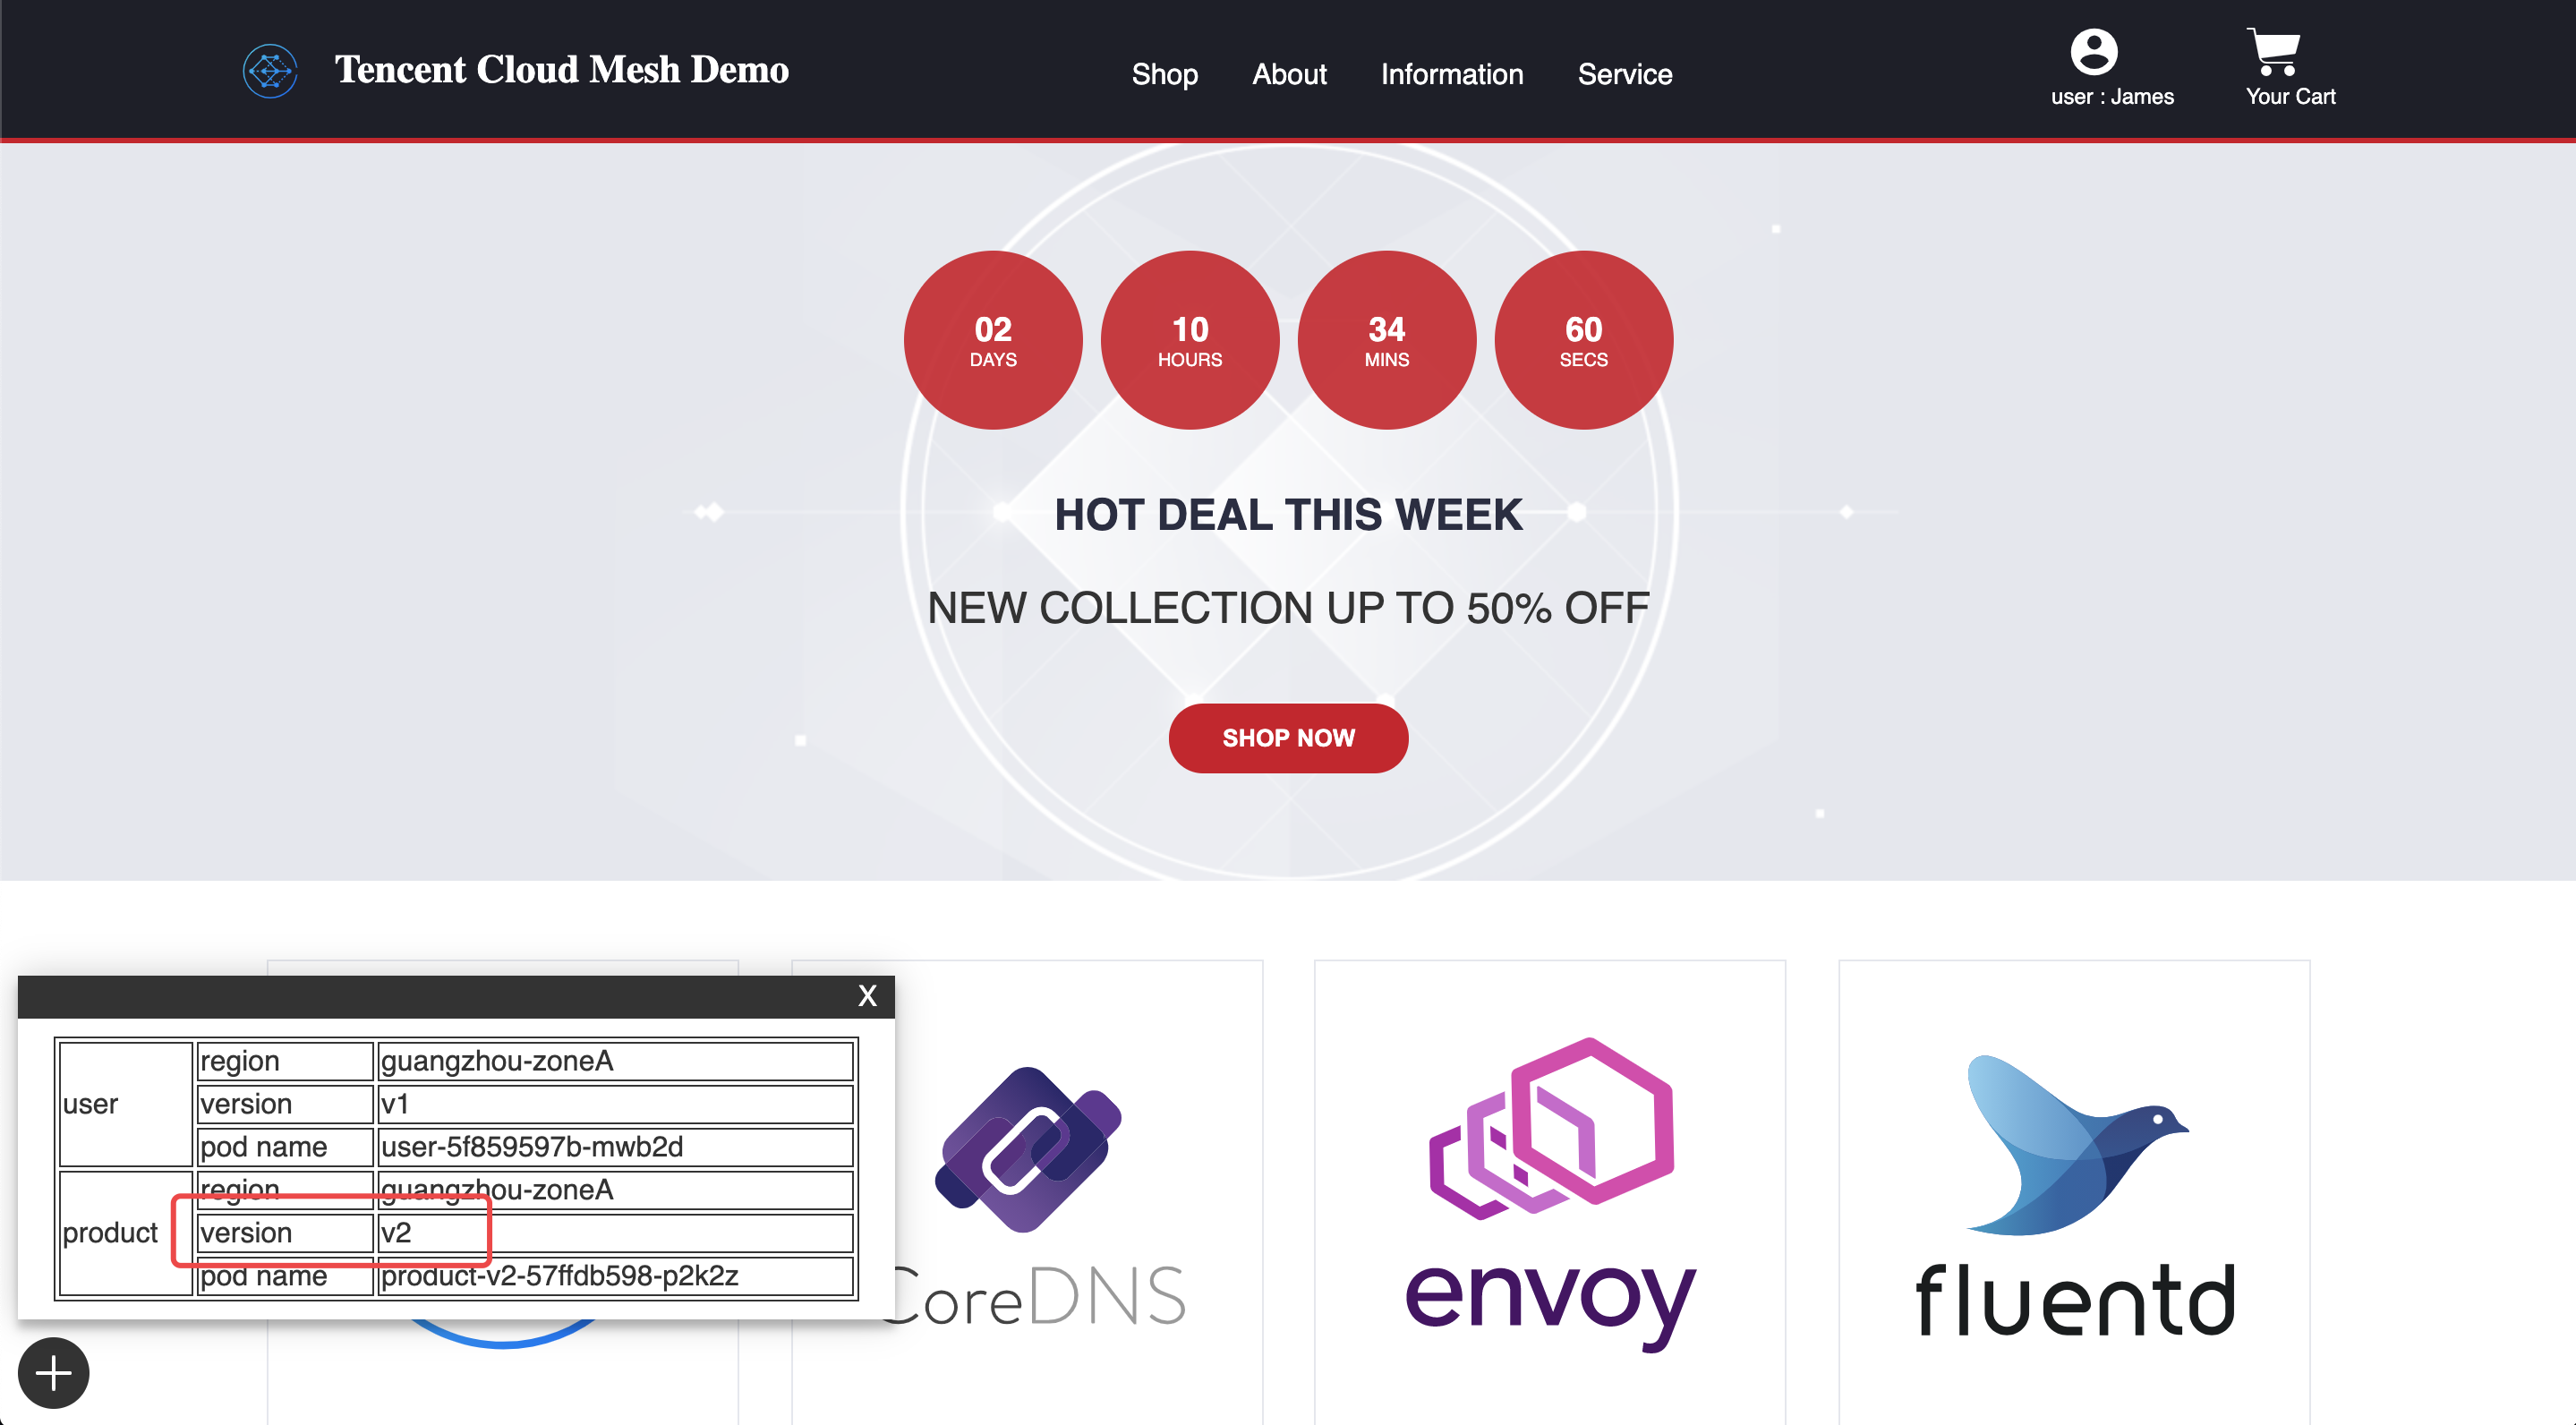 Tencent Cloud Mesh Demo
Shop About Information Service
user : James
Your Cart
02 DAYS
10 HOURS
34 MINS
60 SECS
HOT DEAL THIS WEEK
NEW COLLECTION UP TO 50% OFF
SHOP NOW
X
user
region guangzhou-zoneA
version v1
pod name user-5f859597b-mwb2d
product
region guangzhou-zoneA
version v2
pod name product-v2-57ffdb598-p2k2z
CoreDNS
envoy
fluentd